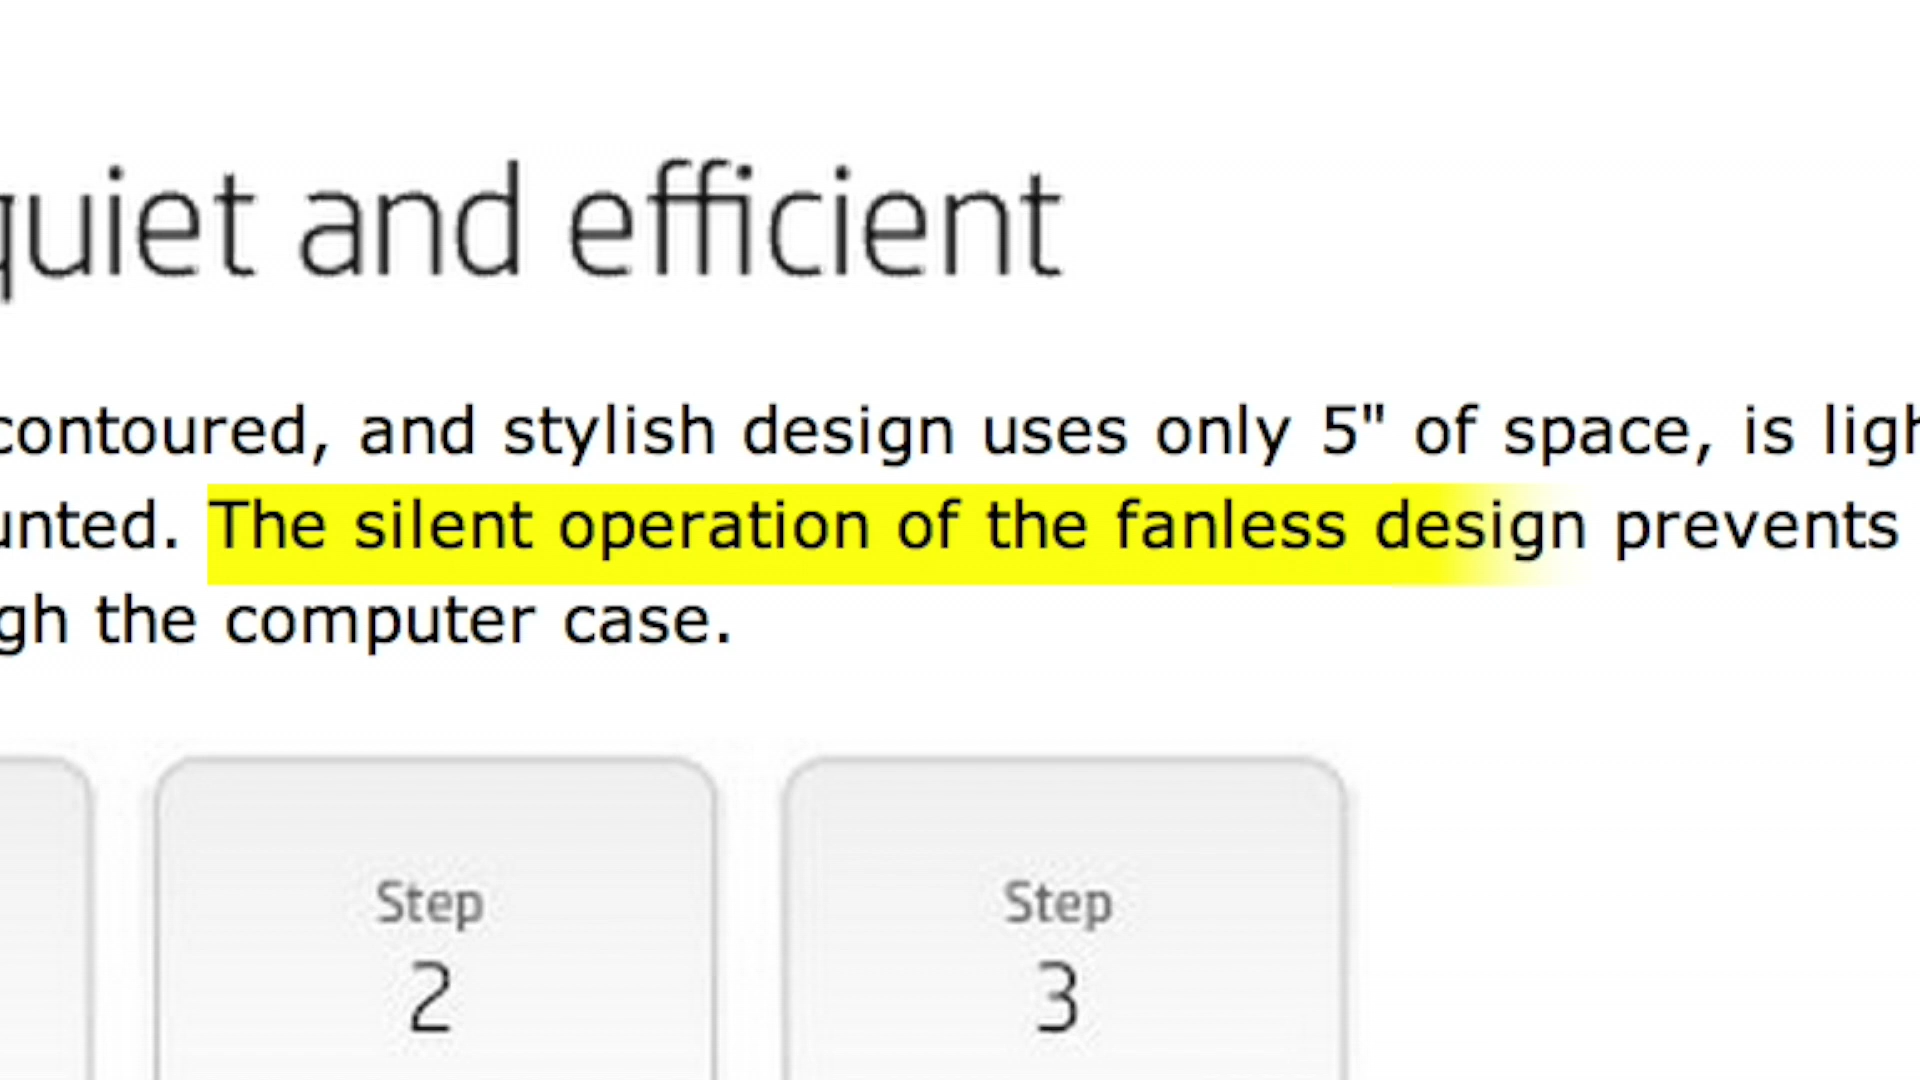 quiet and efficient
contoured, and stylish design uses only 5" of space, is
unted. The silent operation of the fanless design prevents
gh the computer case.
Step
2
Step
3